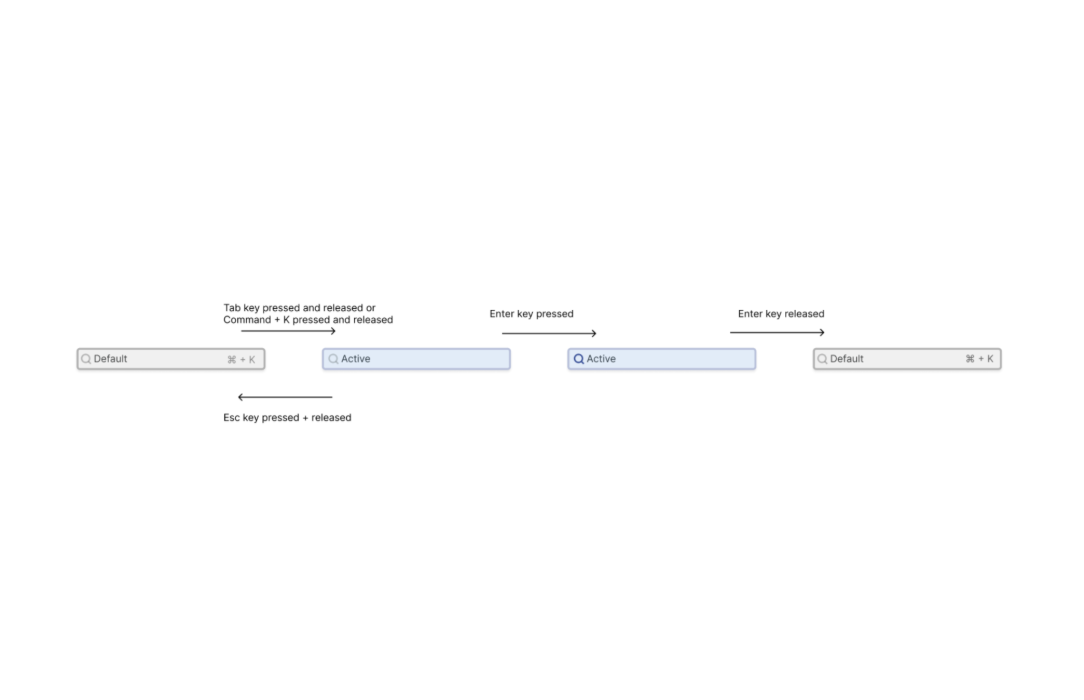 Tab key pressed and released or
Command + K pressed and released
Enter key pressed
Enter key released
Default ⌘ + K
Active
Active
Default ⌘ + K
Esc key pressed + released